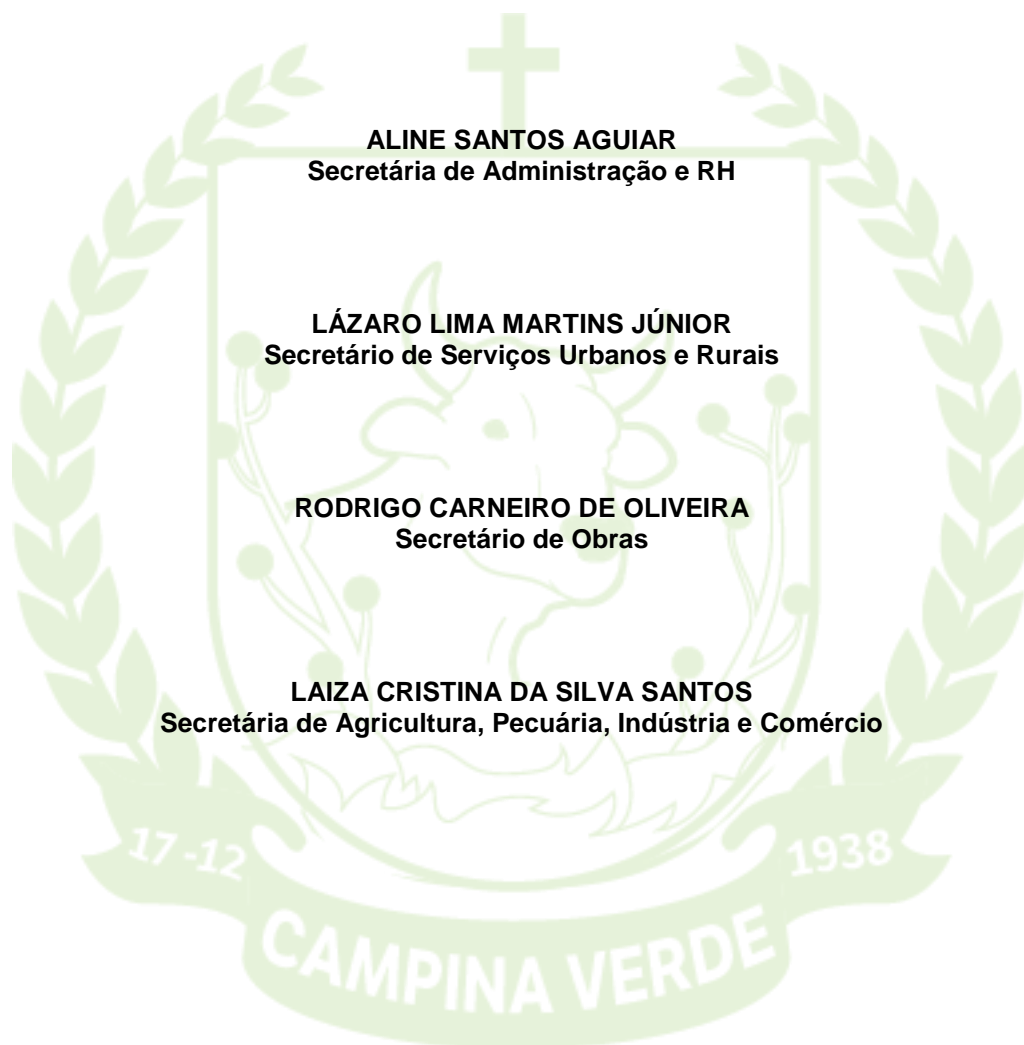 ALINE SANTOS AGUIAR
Secretária de Administração e RH
LÁZARO LIMA MARTINS JÚNIOR
Secretário de Serviços Urbanos e Rurais
RODRIGO CARNEIRO DE OLIVEIRA
Secretário de Obras
LAIZA CRISTINA DA SILVA SANTOS
Secretária de Agricultura, Pecuária, Indústria e Comércio
17-12
1938
CAMPINA VERDE